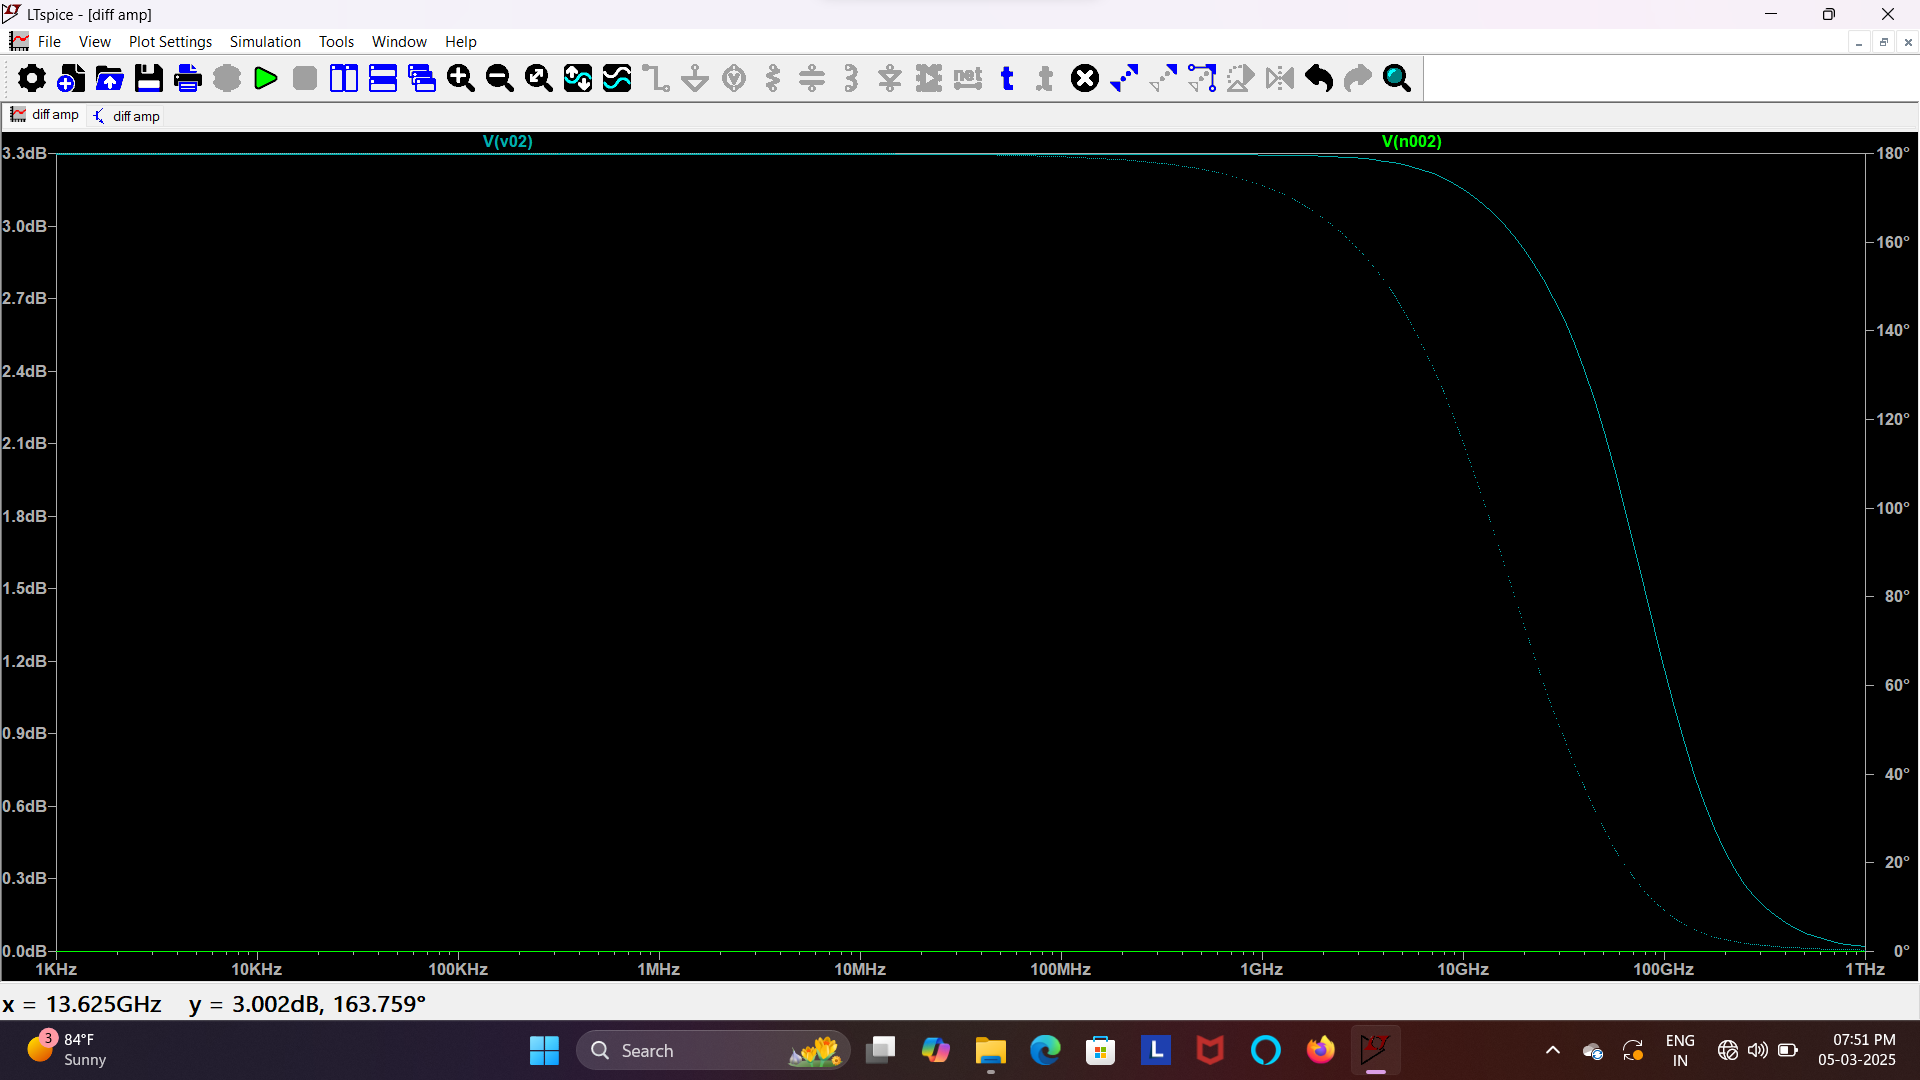 LTspice - [diff amp]
File View Plot Settings Simulation Tools Window Help
net t .t
diff amp diff amp
V(v02) V(n002)
3.3dB 180°
3.0dB 160°
2.7dB 140°
2.4dB 120°
2.1dB 100°
1.8dB 80°
1.5dB 60°
1.2dB 40°
0.9dB 20°
0.6dB 0°
0.3dB
0.0dB
1KHz 10KHz 100KHz 1MHz 10MHz 100MHz 1GHz 10GHz 100GHz 1THz
x = 13.625GHz y = 3.002dB, 163.759°
3 84°F
Sunny
Search
L
ENG
IN
07:51 PM
05-03-2025